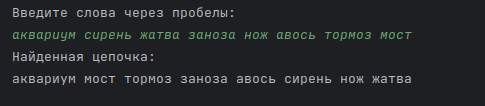 Введите слова через пробелы:
аквариум сирень жатва заноза нож авось тормоз мост
Найденная цепочка:
аквариум мост тормоз заноза авось сирень нож жатва